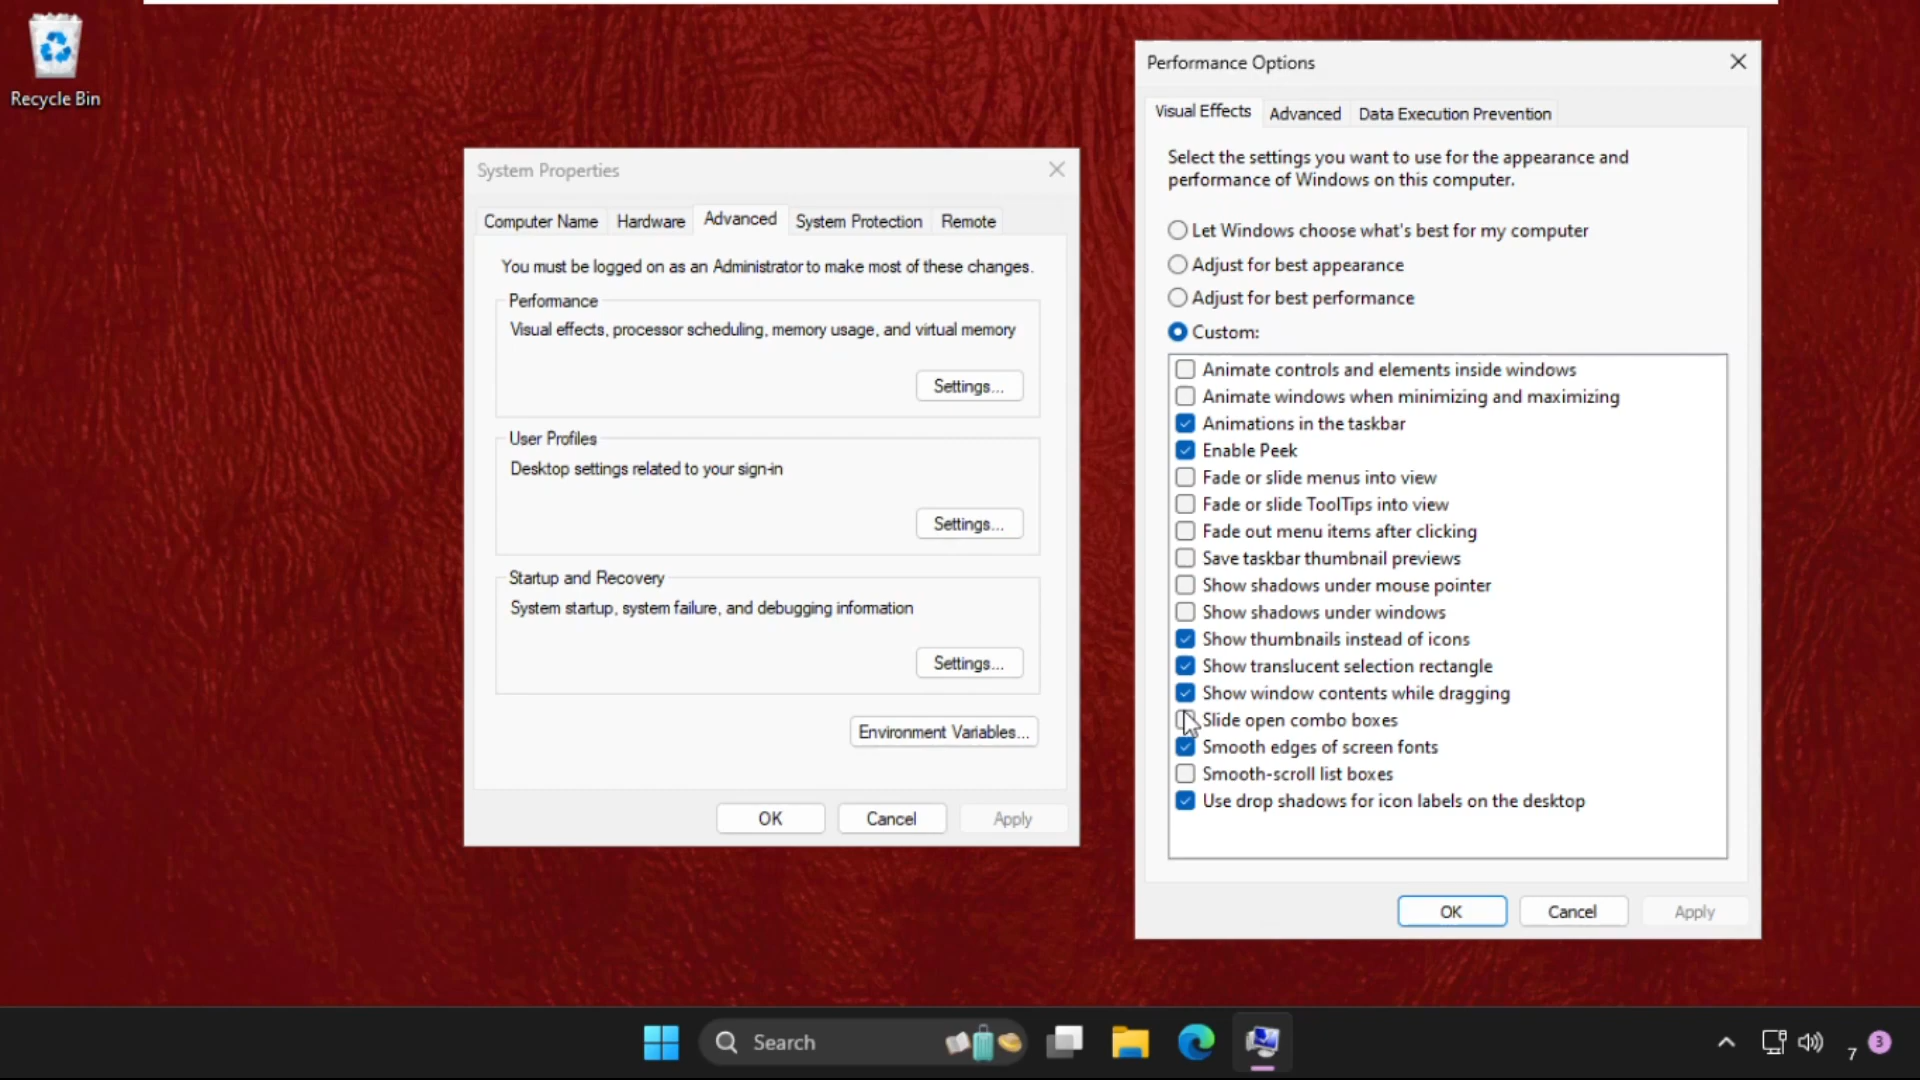 Recycle Bin
System Properties
Computer Name
Hardware
Advanced
System Protection
Remote
You must be logged on as an Administrator to make most of these changes.
Performance
Visual effects, processor scheduling, memory usage, and virtual memory
Settings...
User Profiles
Desktop settings related to your sign-in
Settings...
Startup and Recovery
System startup, system failure, and debugging information
Settings...
Environment Variables...
OK
Cancel
Apply
Performance Options
Visual Effects
Advanced
Data Execution Prevention
Select the settings you want to use for the appearance and
performance of Windows on this computer.
Let Windows choose what's best for my computer
Adjust for best appearance
Adjust for best performance
Custom:
Animate controls and elements inside windows
Animate windows when minimizing and maximizing
Animations in the taskbar
Enable Peek
Fade or slide menus into view
Fade or slide ToolTips into view
Fade out menu items after clicking
Save taskbar thumbnail previews
Show shadows under mouse pointer
Show shadows under windows
Show thumbnails instead of icons
Show translucent selection rectangle
Show window contents while dragging
Slide open combo boxes
Smooth edges of screen fonts
Smooth-scroll list boxes
Use drop shadows for icon labels on the desktop
OK
Cancel
Apply
Search
7
3